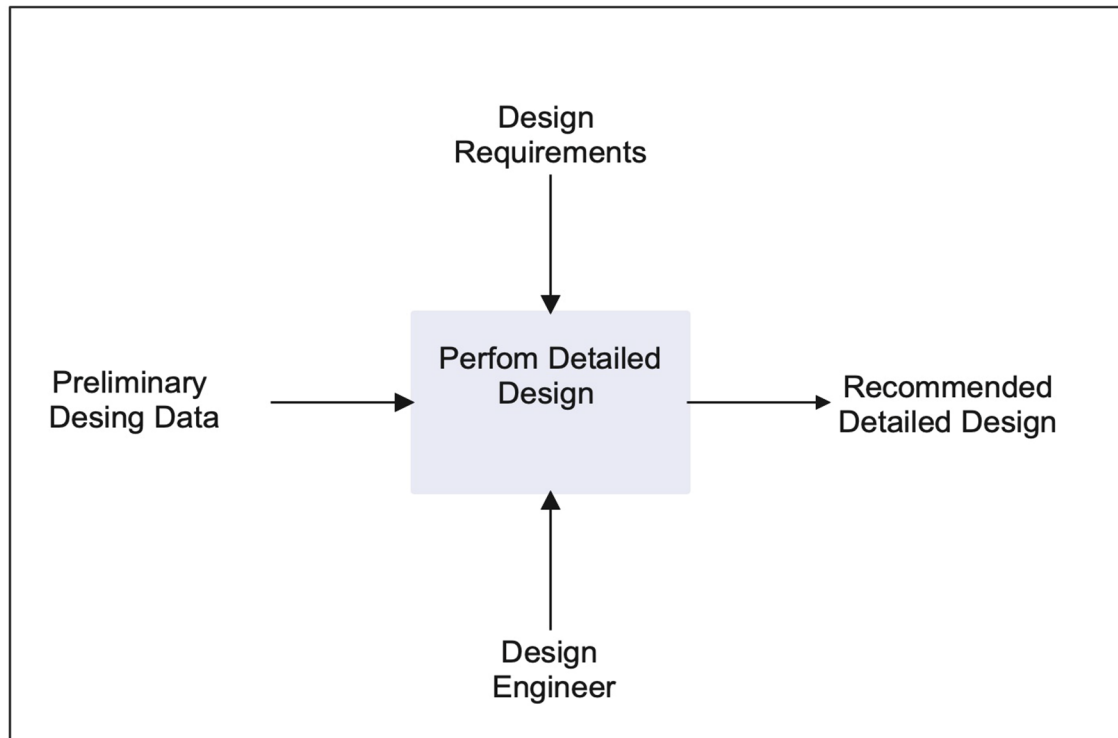 Design
Requirements
Perfom Detailed
Design
Preliminary
Desing Data
Recommended
Detailed Design
Design
Engineer